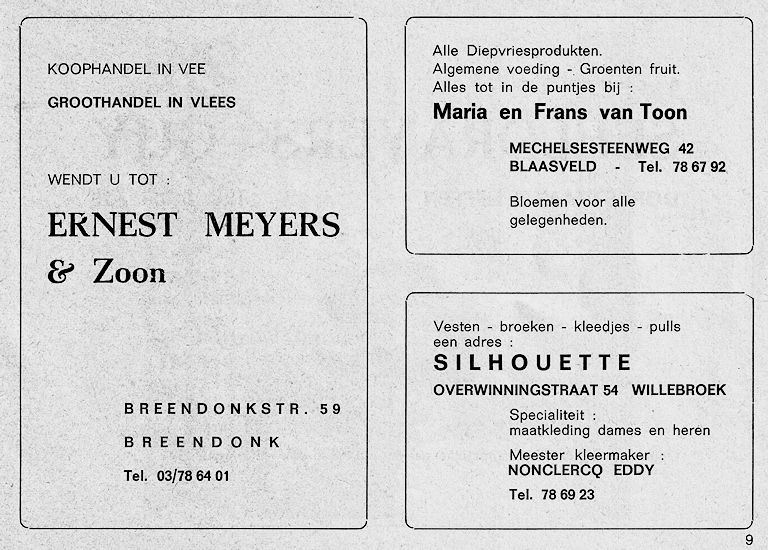 KOOPHANDEL IN VEE
GROOTHANDEL IN VLEES
WENDT U TOT :
ERNEST MEYERS
& Zoon
BREENDONKSTR. 59
BREENDONK
Tel. 03/78 64 01
Alle Diepvriesprodukten.
Algemene voeding - Groenten fruit.
Alles tot in de puntjes bij :
Maria en Frans van Toon
MECHELSESTEENWEG 42
BLAASVELD - Tel. 78 67 92
Bloemen voor alle
gelegenheden.
Vesten - broeken - kleedjes - pulls
een adres :
SILHOUETTE
OVERWINNINGSTRAAT 54 WILLEBROEK
Specialiteit :
maatkleding dames en heren
Meester kleermaker :
NONCLERCQ EDDY
Tel. 78 69 23
9